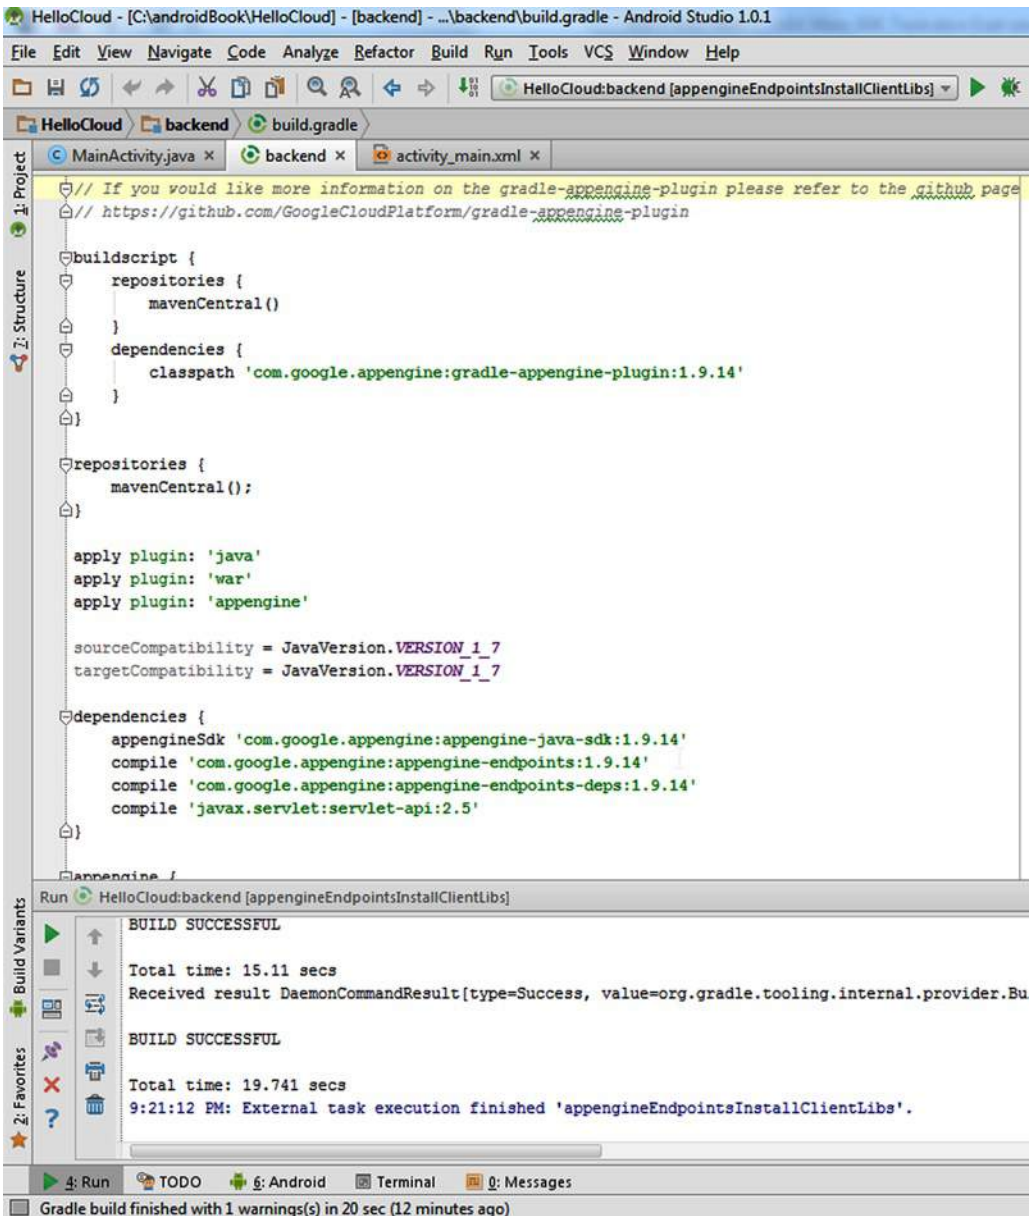 HelloCloud - [C:\androidBook\HelloCloud] - [backend] - ...\backend\build.gradle - Android Studio 1.0.1
File Edit View Navigate Code Analyze Refactor Build Run Tools VCS Window Help
HelloCloud:backend [appengineEndpointsInstallClientLibs]
HelloCloud backend build.gradle
MainActivity.java backend activity_main.xml
1: Project
7: Structure
// If you would like more information on the gradle-appengine-plugin please refer to the github page
// https://github.com/GoogleCloudPlatform/gradle-appengine-plugin
buildscript {
repositories {
mavenCentral()
}
dependencies {
classpath 'com.google.appengine:gradle-appengine-plugin:1.9.14'
}
}
repositories {
mavenCentral();
}
apply plugin: 'java'
apply plugin: 'war'
apply plugin: 'appengine'
sourceCompatibility = JavaVersion.VERSION_1_7
targetCompatibility = JavaVersion.VERSION_1_7
dependencies {
appengineSdk 'com.google.appengine:appengine-java-sdk:1.9.14'
compile 'com.google.appengine:appengine-endpoints:1.9.14'
compile 'com.google.appengine:appengine-endpoints-deps:1.9.14'
compile 'javax.servlet:servlet-api:2.5'
}
appengine {
Run HelloCloud:backend [appengineEndpointsInstallClientLibs]
Build Variants
2: Favorites
BUILD SUCCESSFUL
Total time: 15.11 secs
Received result DaemonCommandResult[type=Success, value=org.gradle.tooling.internal.provider.Bu
BUILD SUCCESSFUL
Total time: 19.741 secs
9:21:12 PM: External task execution finished 'appengineEndpointsInstallClientLibs'.
4: Run TODO 6: Android Terminal 0: Messages
Gradle build finished with 1 warnings(s) in 20 sec (12 minutes ago)